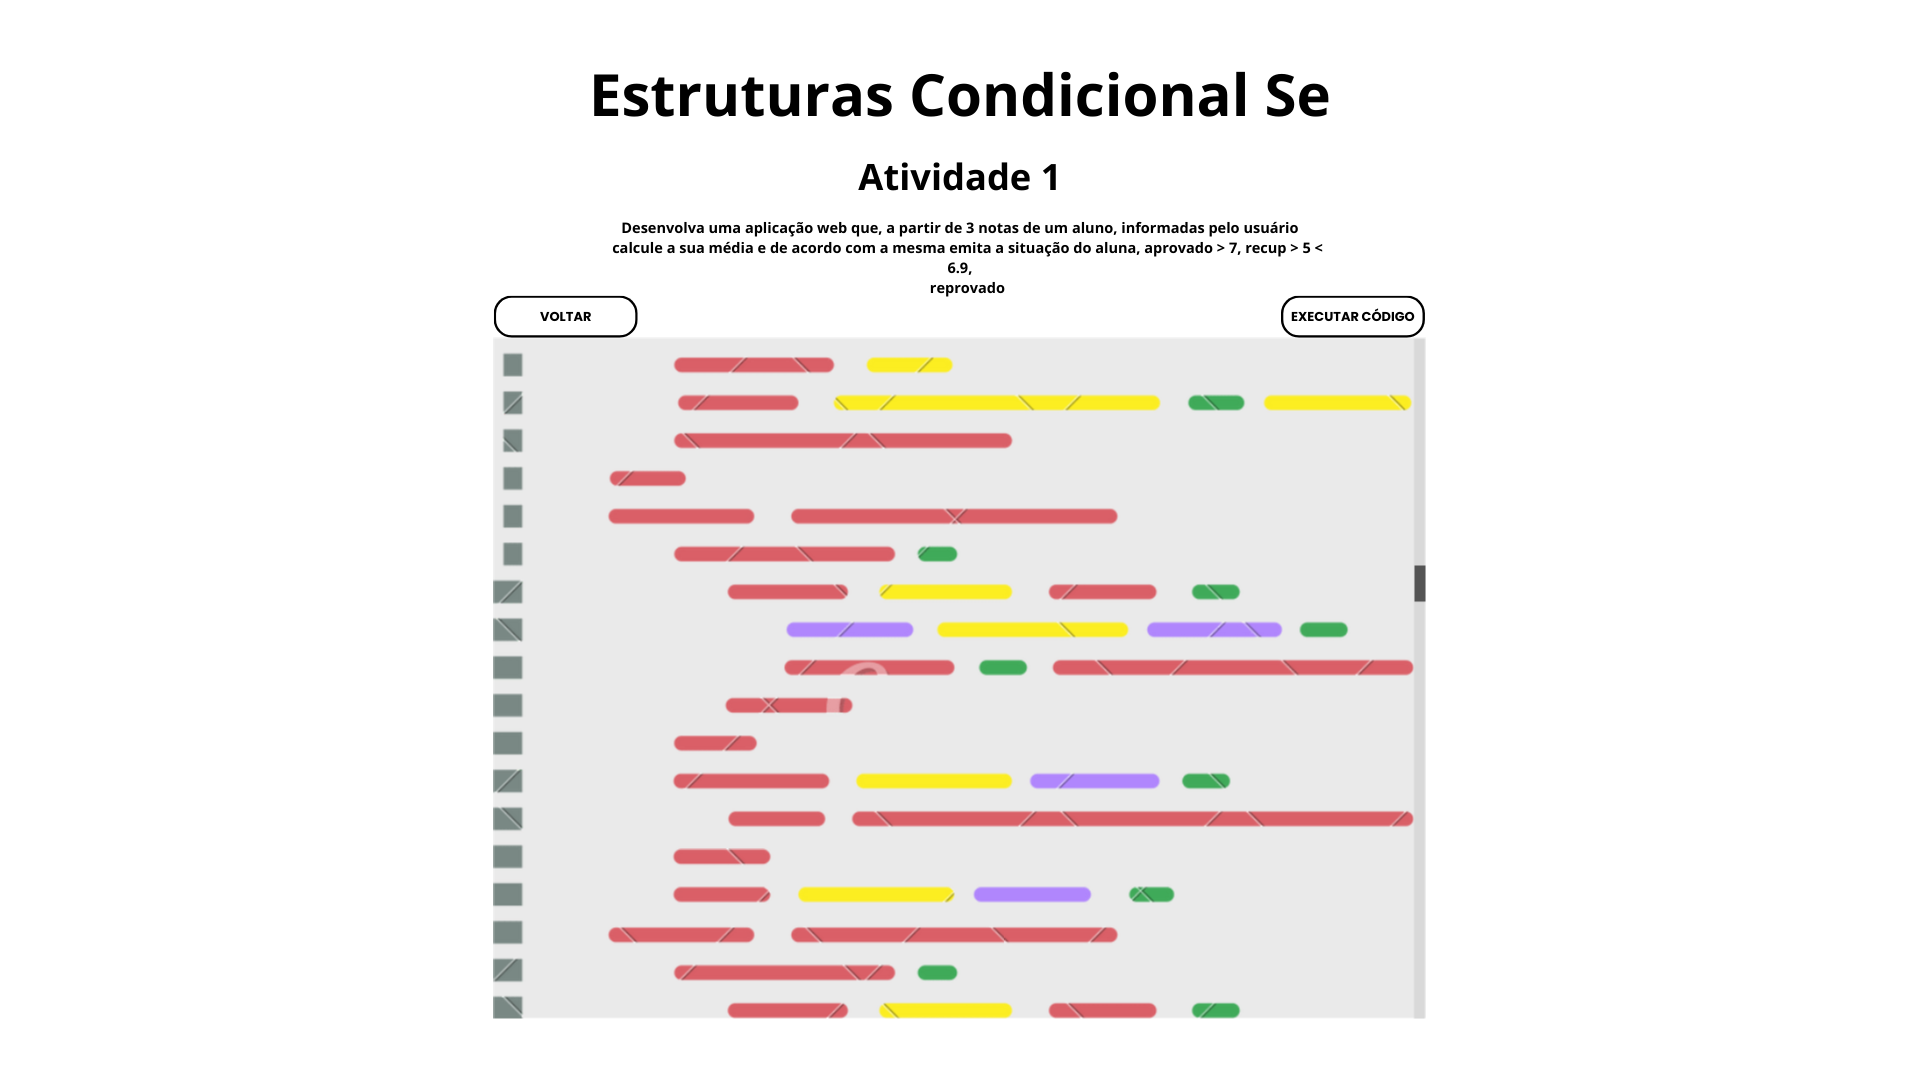 Estruturas Condicional Se
Atividade 1
Desenvolva uma aplicação web que, a partir de 3 notas de um aluno, informadas pelo usuário
calcule a sua média e de acordo com a mesma emita a situação do aluna, aprovado > 7, recup > 5 <
6.9,
reprovado
VOLTAR
EXECUTAR CÓDIGO